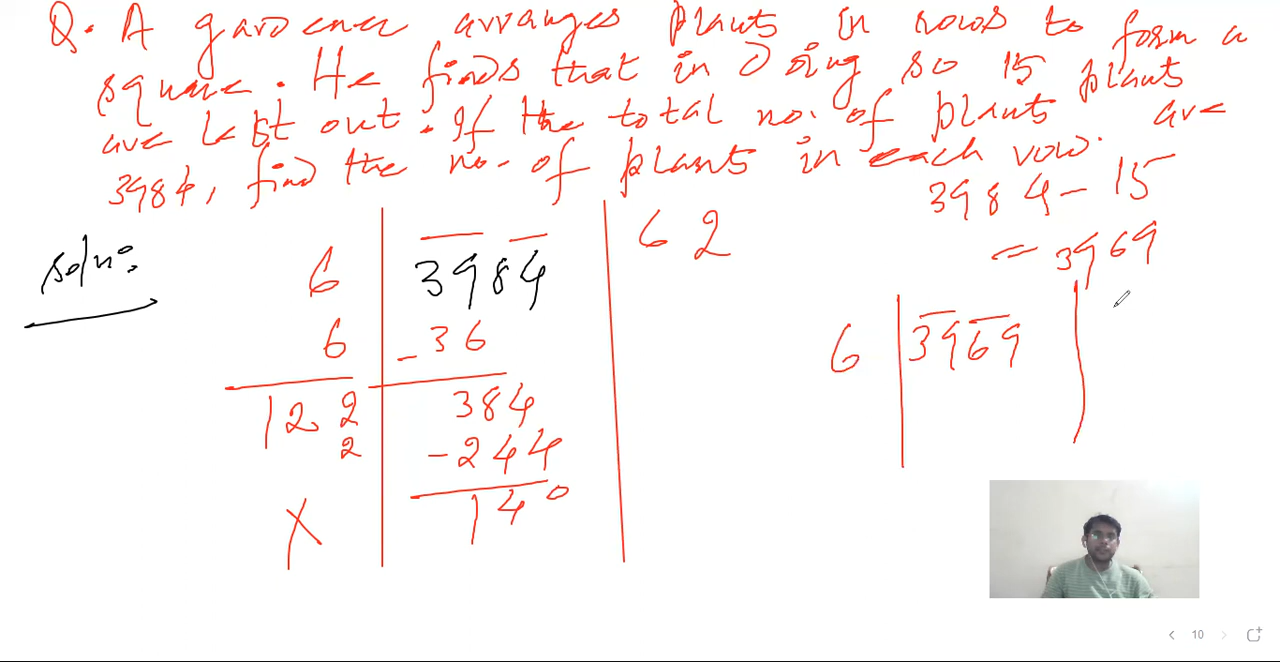 Q. A gardener arranges plants in rows to form a
square. He finds that in doing so 15 plants
are left out. If the total no. of plants are
3984, find the no. of plants in each row.
3984 - 15
= 3969
soln:
6 3984 62
6 - 36
122 384
2 - 244
X 140
6 3969
10